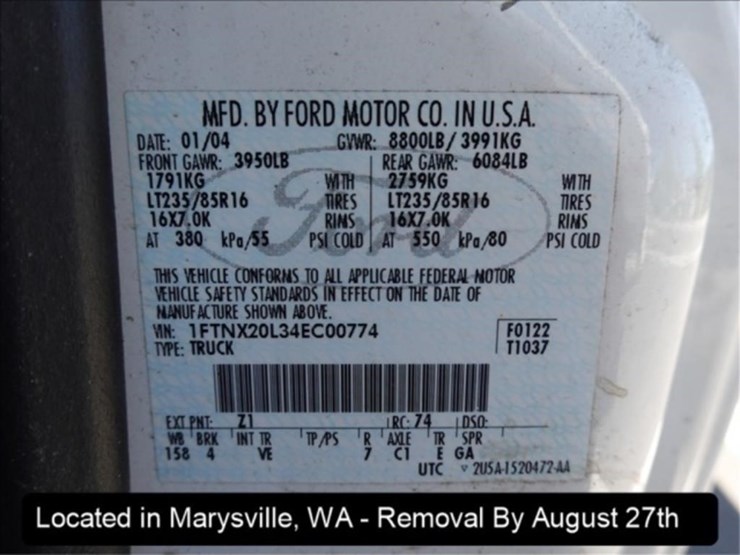 MFD. BY FORD MOTOR CO. IN U.S.A.
DATE: 01/04 GVWR: 8800LB/ 3991KG
FRONT GAWR: 3950LB REAR GAWR: 6084LB
1791KG WITH 2759KG WITH
LT235/85R16 TIRES LT235/85R16 TIRES
16X7.0K RIMS 16X7.0K RIMS
AT 380 kPa/55 PSI COLD AT 550 kPa/80 PSI COLD
Ford
THIS VEHICLE CONFORMS TO ALL APPLICABLE FEDERAL MOTOR
VEHICLE SAFETY STANDARDS IN EFFECT ON THE DATE OF
MANUFACTURE SHOWN ABOVE.
VIN: 1FTNX20L34EC00774 F0122
TYPE: TRUCK T1037
EXT PNT: Z1 RC: 74 DSO:
WB BRK INT TR TP/PS R AXLE TR SPR
158 4 VE 7 C1 E GA
UTC 2USA-1520472-AA
Located in Marysville, WA - Removal By August 27th